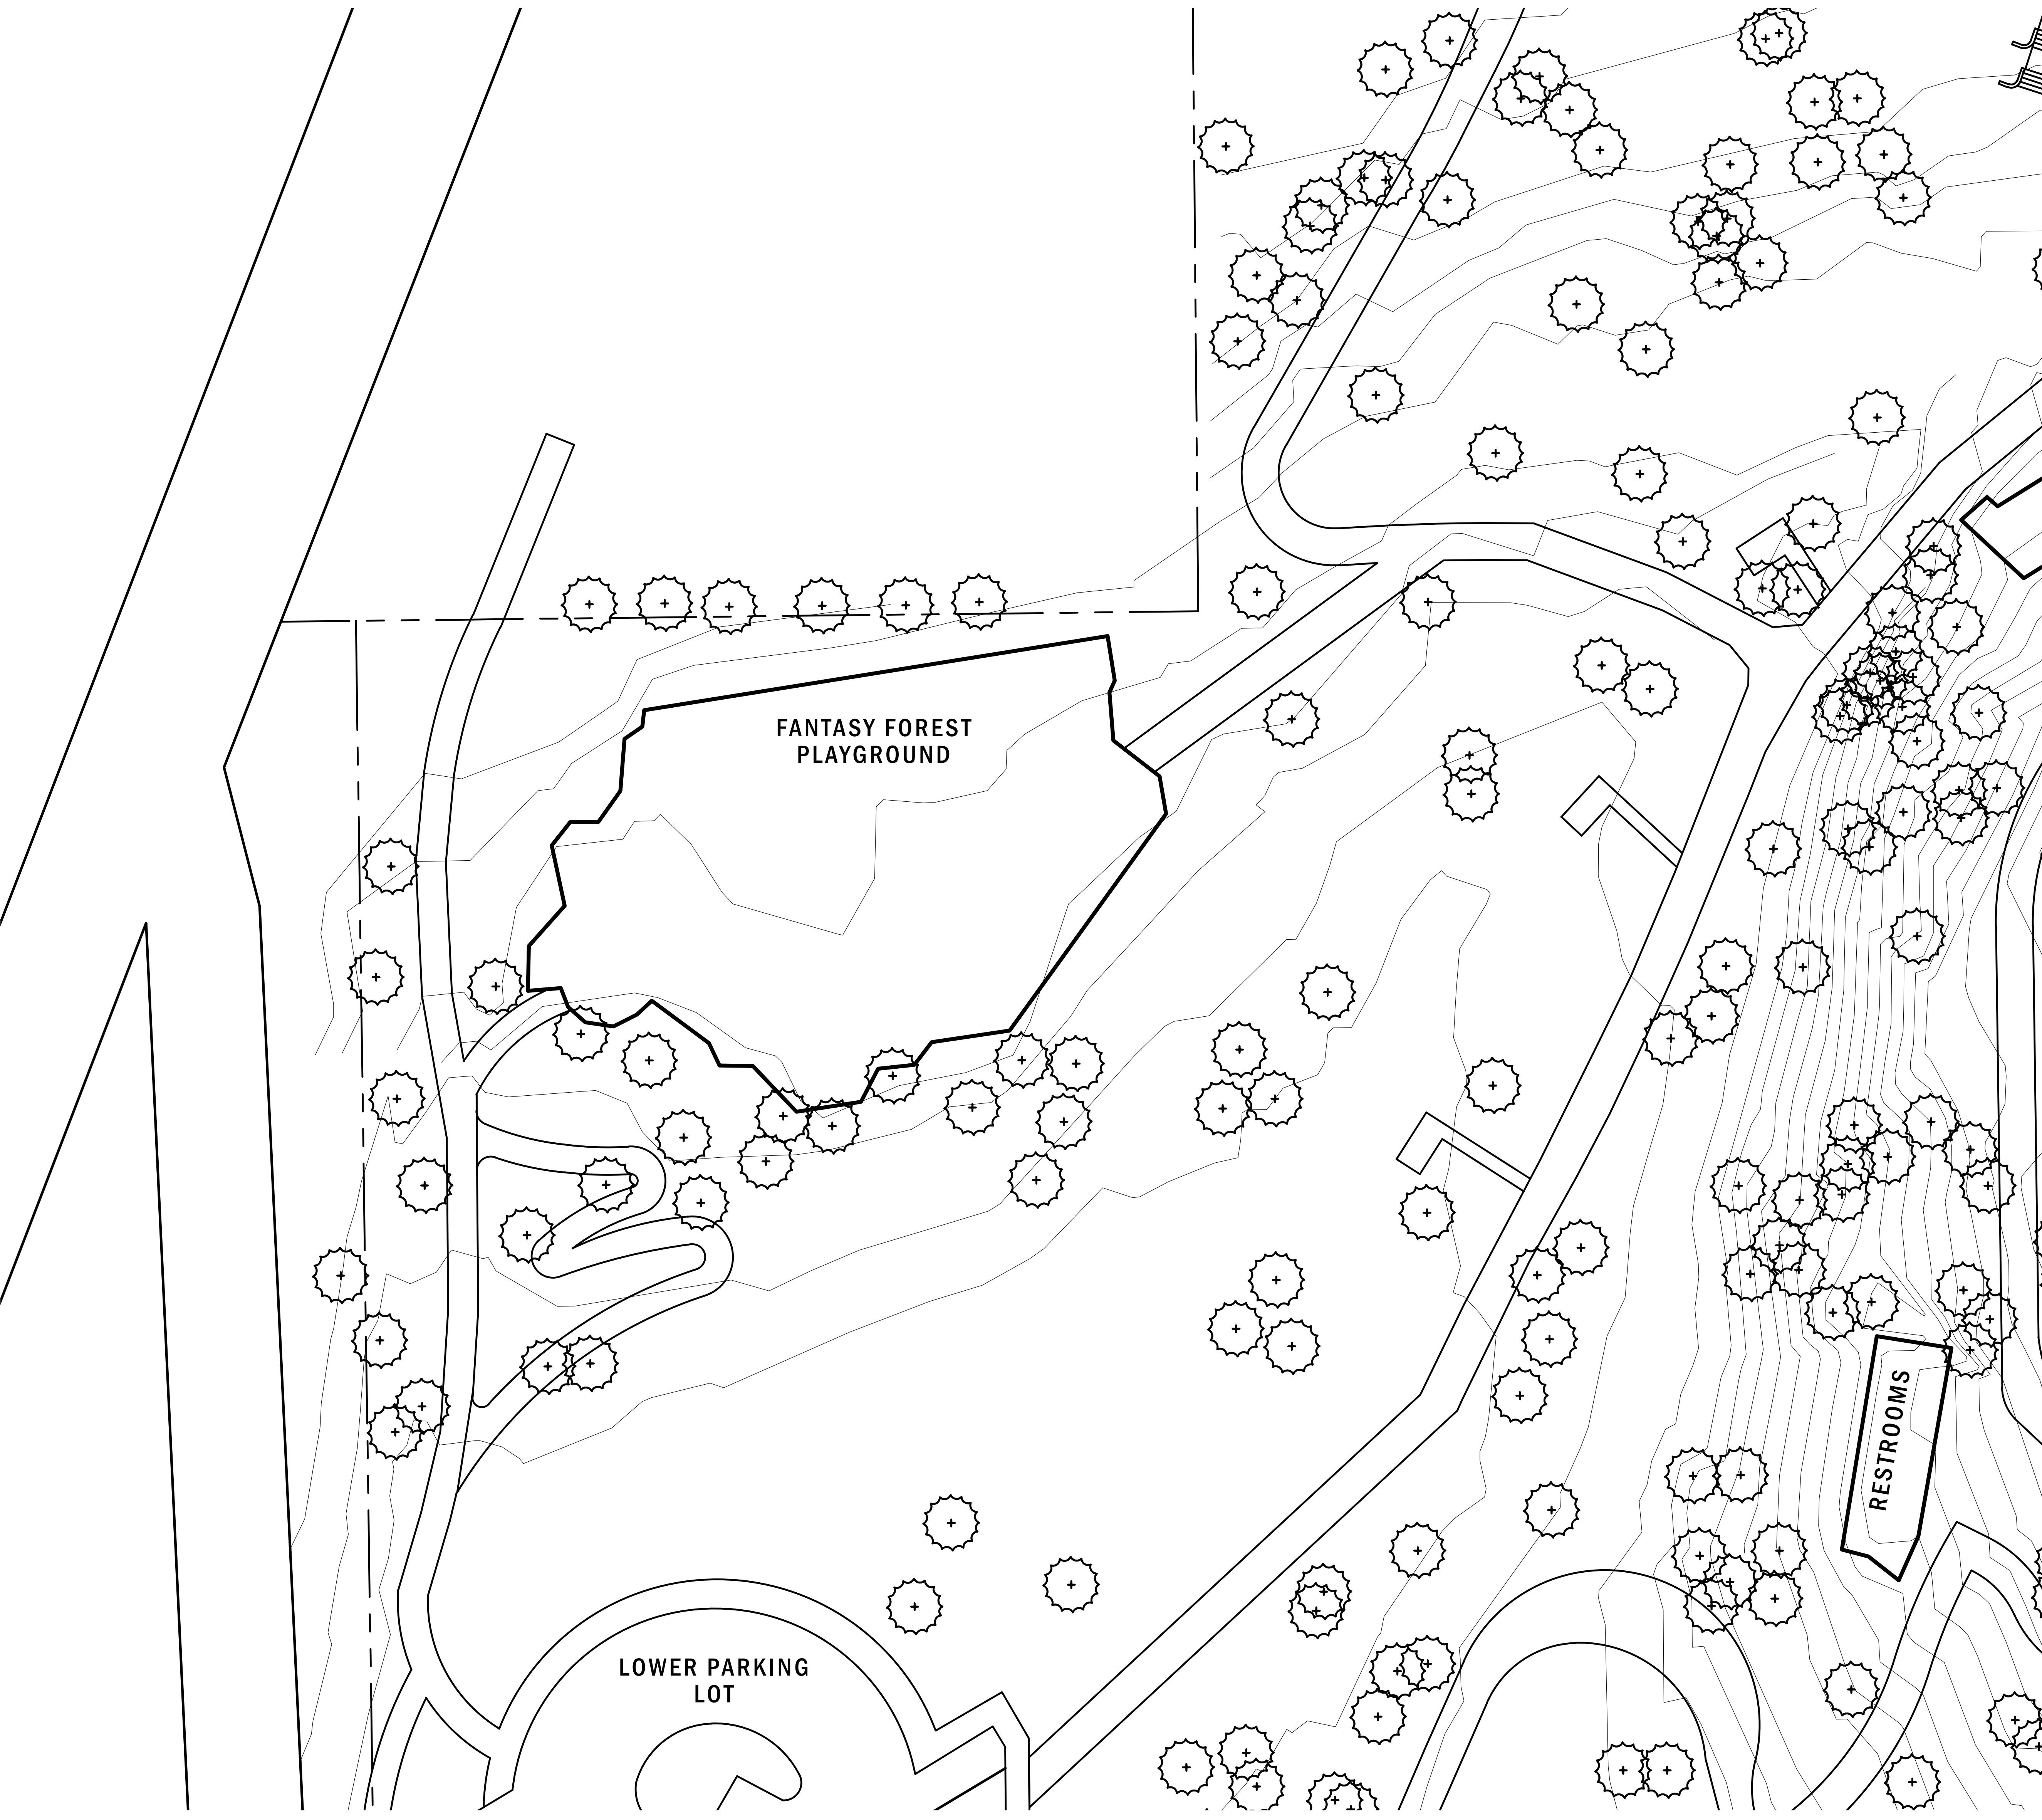 FANTASY FOREST
PLAYGROUND
RESTROOMS
LOWER PARKING
LOT